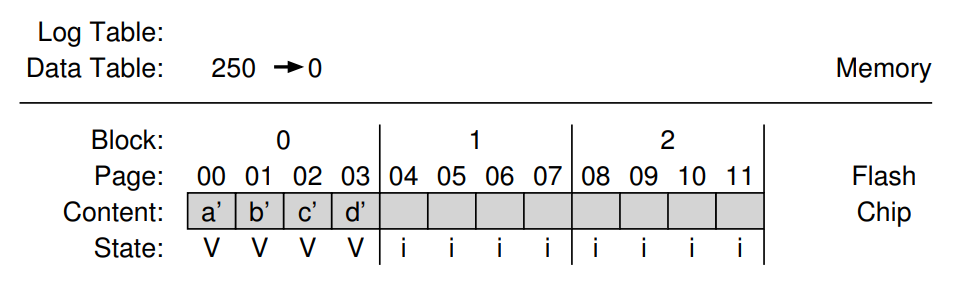 Log Table:
Data Table: 250 → 0 Memory
Block: 0 1 2
Page: 00 01 02 03 04 05 06 07 08 09 10 11 Flash
Content: a’ b’ c’ d’ Chip
State: V V V V i i i i i i i i